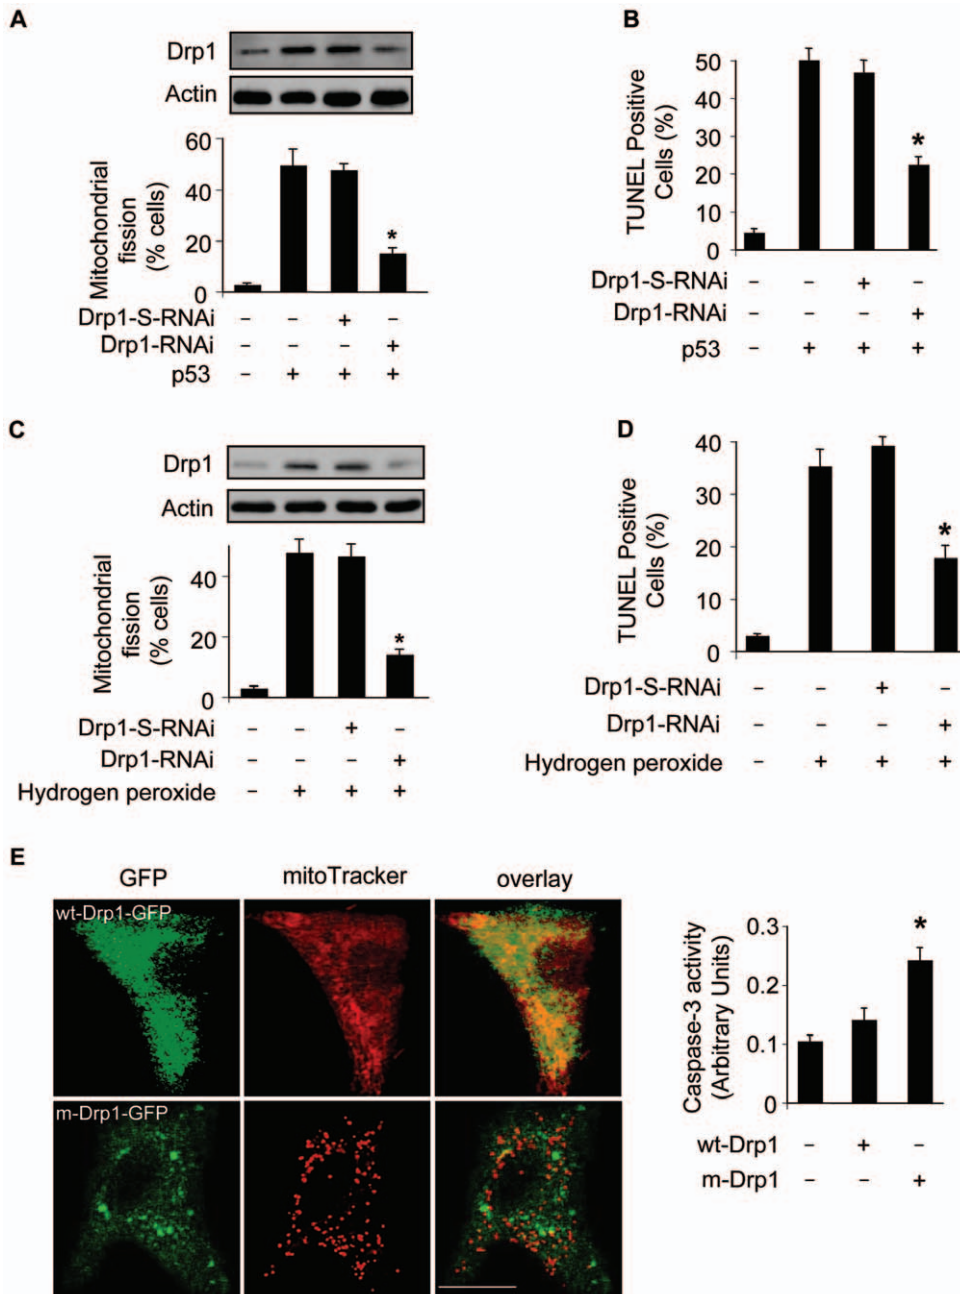 A
Drp1
Actin
Mitochondrial
fission
(% cells)
60
40
20
0
*
Drp1-S-RNAi - - + -
Drp1-RNAi - - - +
p53 - + + +
B
TUNEL Positive
Cells (%)
50
40
30
20
10
0
*
Drp1-S-RNAi - - + -
Drp1-RNAi - - - +
p53 - + + +
C
Drp1
Actin
Mitochondrial
fission
(% cells)
40
20
0
*
Drp1-S-RNAi - - + -
Drp1-RNAi - - - +
Hydrogen peroxide - + + +
D
TUNEL Positive
Cells (%)
40
30
20
10
0
*
Drp1-S-RNAi - - + -
Drp1-RNAi - - - +
Hydrogen peroxide - + + +
E
GFP mitoTracker overlay
wt-Drp1-GFP
m-Drp1-GFP
Caspase-3 activity
(Arbitrary Units)
0.3
0.2
0.1
0
*
wt-Drp1 - + -
m-Drp1 - - +